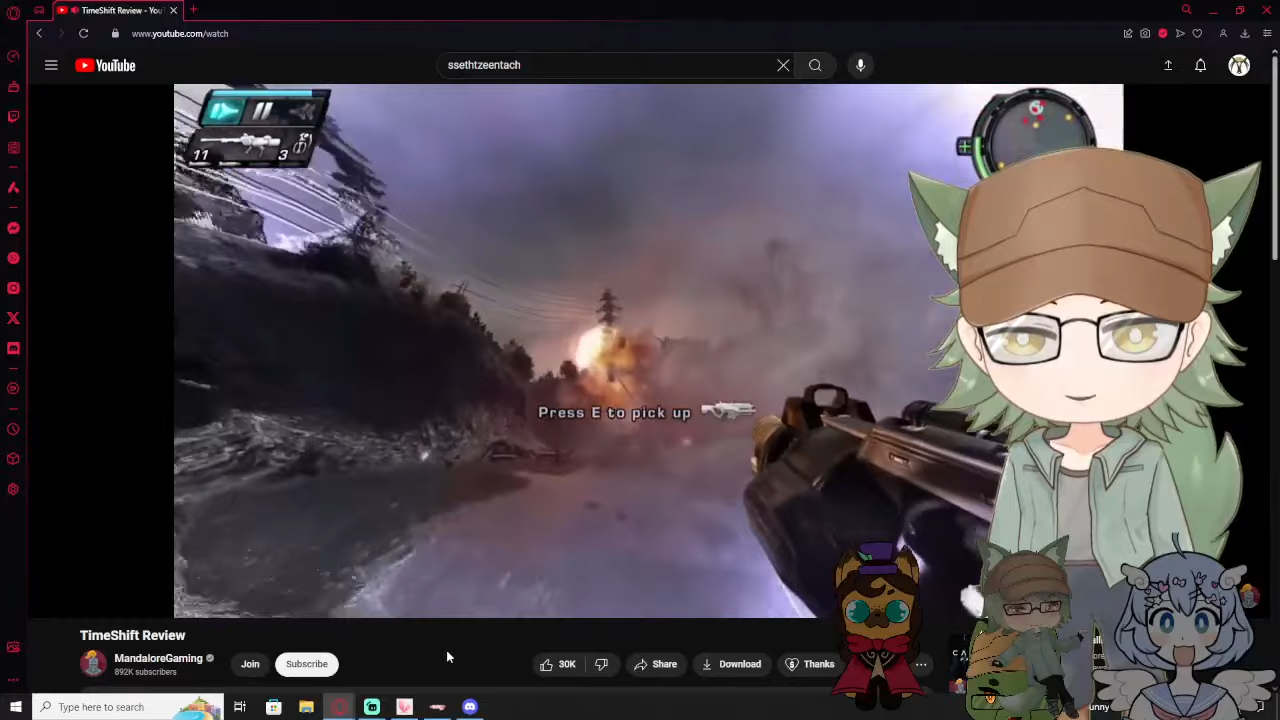 TimeShift Review - You
www.youtube.com/watch
YouTube
ssethtzeentach
11
3
Press E to pick up
TimeShift Review
MandaloreGaming
892K subscribers
Join
Subscribe
30K
Share
Download
Thanks
Type here to search